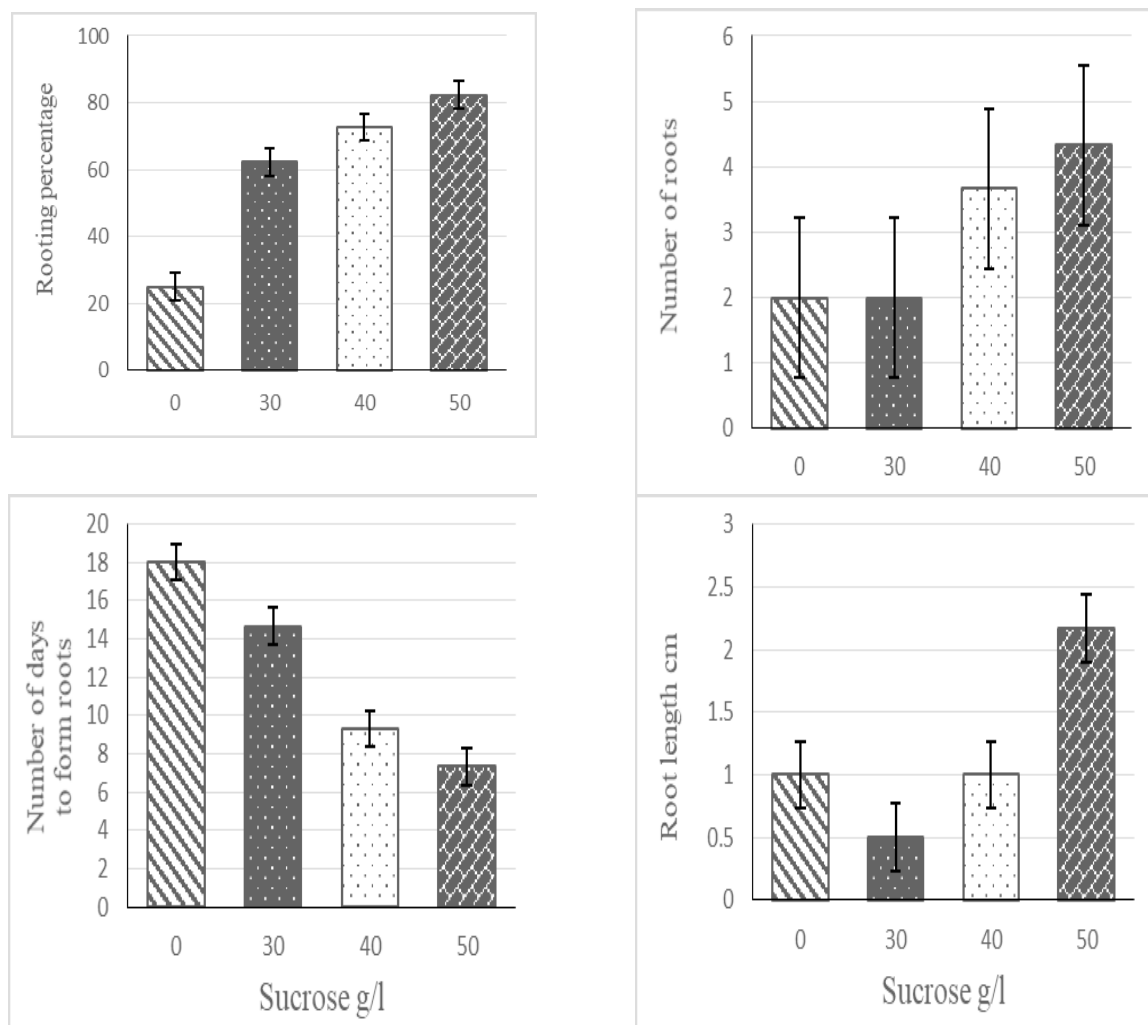 100
80
60
40
20
0
Rooting percentage
0 30 40 50
6
5
4
3
2
1
0
Number of roots
0 30 40 50
20
18
16
14
12
10
8
6
4
2
0
Number of days
to form roots
0 30 40 50
Sucrose g/l
3
2.5
2
1.5
1
0.5
0
Root length cm
0 30 40 50
Sucrose g/l